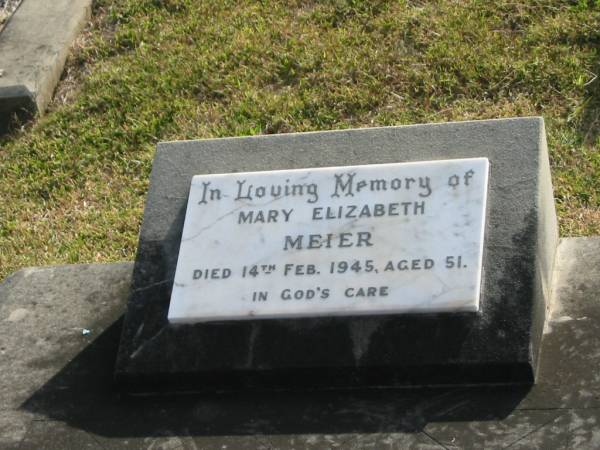 In Loving Memory of
MARY ELIZABETH
MEIER
DIED 14TH FEB. 1945, AGED 51.
IN GOD'S CARE